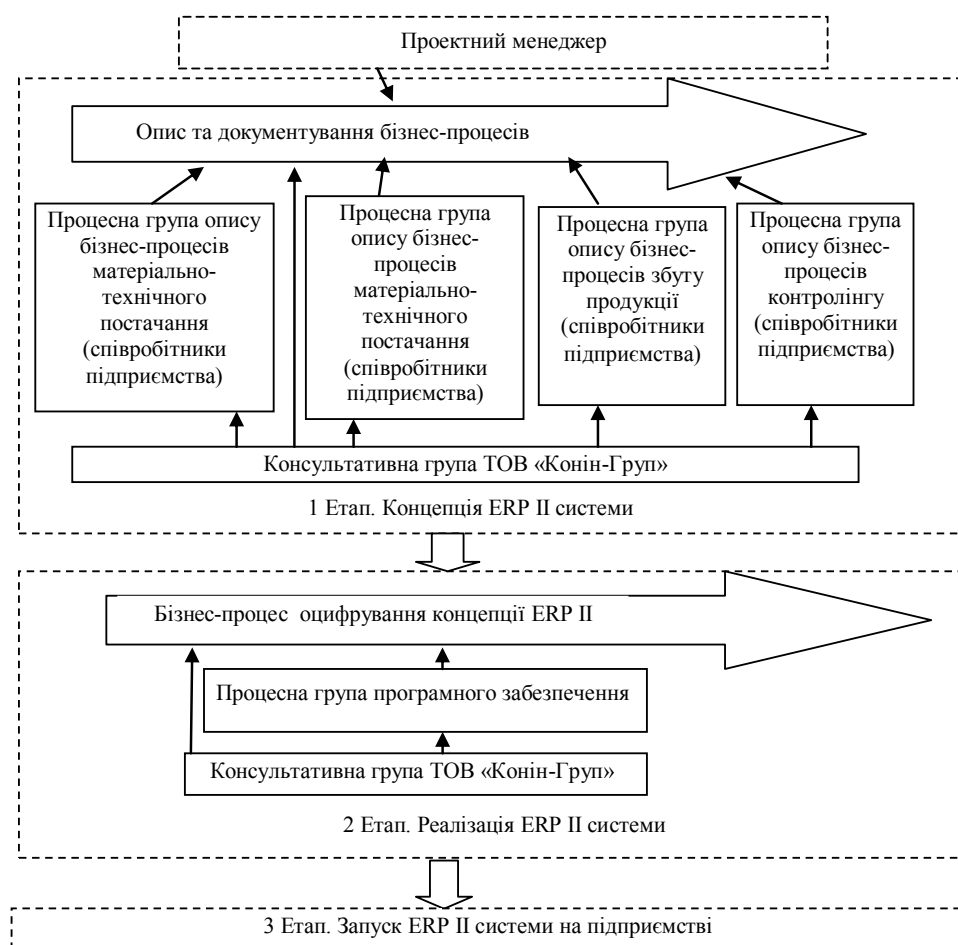 Проектний менеджер
Опис та документування бізнес-процесів
Процесна група опису
бізнес-процесів
матеріально-
технічного
постачання
(співробітники
підприємства)
Процесна група
опису бізнес-
процесів
матеріально-
технічного
постачання
(співробітники
підприємства)
Процесна група
опису бізнес-
процесів збуту
продукції
(співробітники
підприємства)
Процесна група
опису бізнес-
процесів
контролінгу
(співробітники
підприємства)
Консультативна група ТОВ «Конін-Груп»
1 Етап. Концепція ERP II системи
Бізнес-процес оцифрування концепції ERP II
Процесна група програмного забезпечення
Консультативна група ТОВ «Конін-Груп»
2 Етап. Реалізація ERP II системи
3 Етап. Запуск ERP II системи на підприємстві